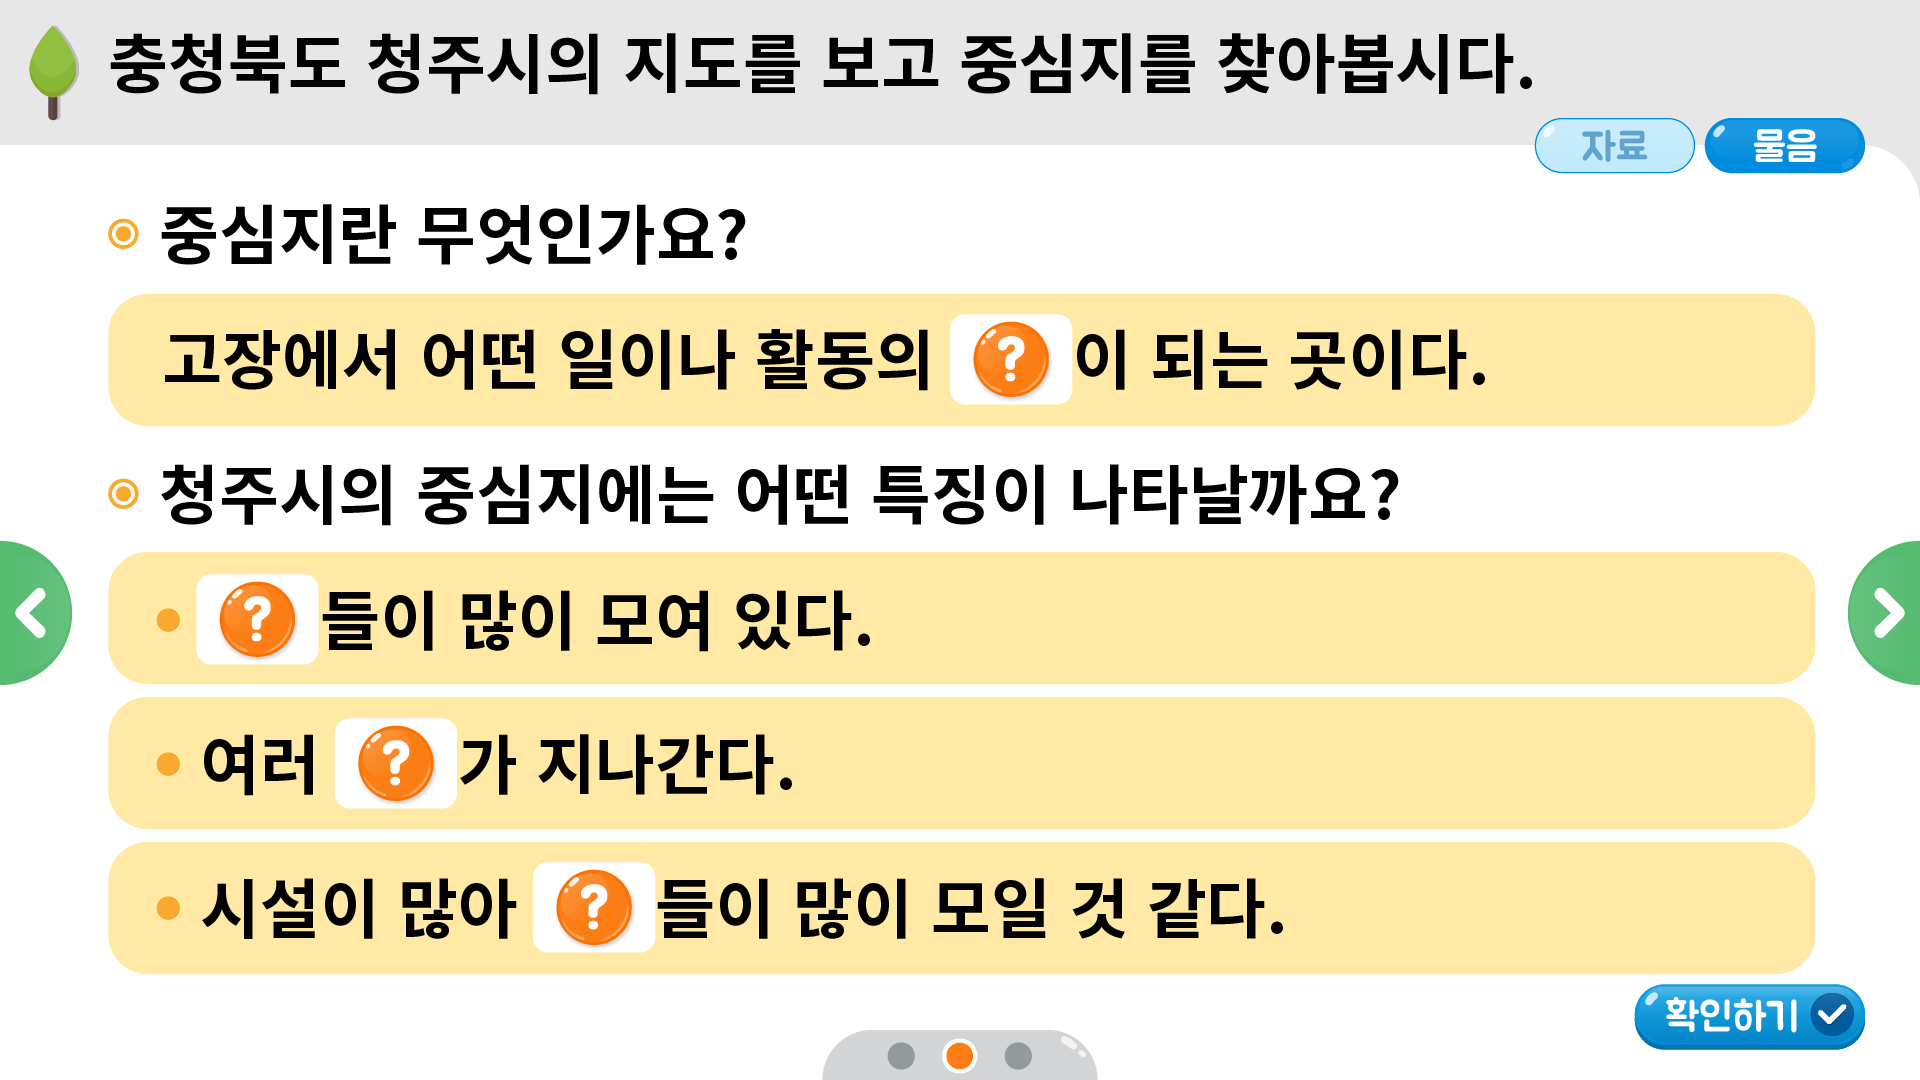 충청북도 청주시의 지도를 보고 중심지를 찾아봅시다.
자료 물음
중심지란 무엇인가요?
고장에서 어떤 일이나 활동의 ? 이 되는 곳이다.
청주시의 중심지에는 어떤 특징이 나타날까요?
? 들이 많이 모여 있다.
여러 ? 가 지나간다.
시설이 많아 ? 들이 많이 모일 것 같다.
확인하기